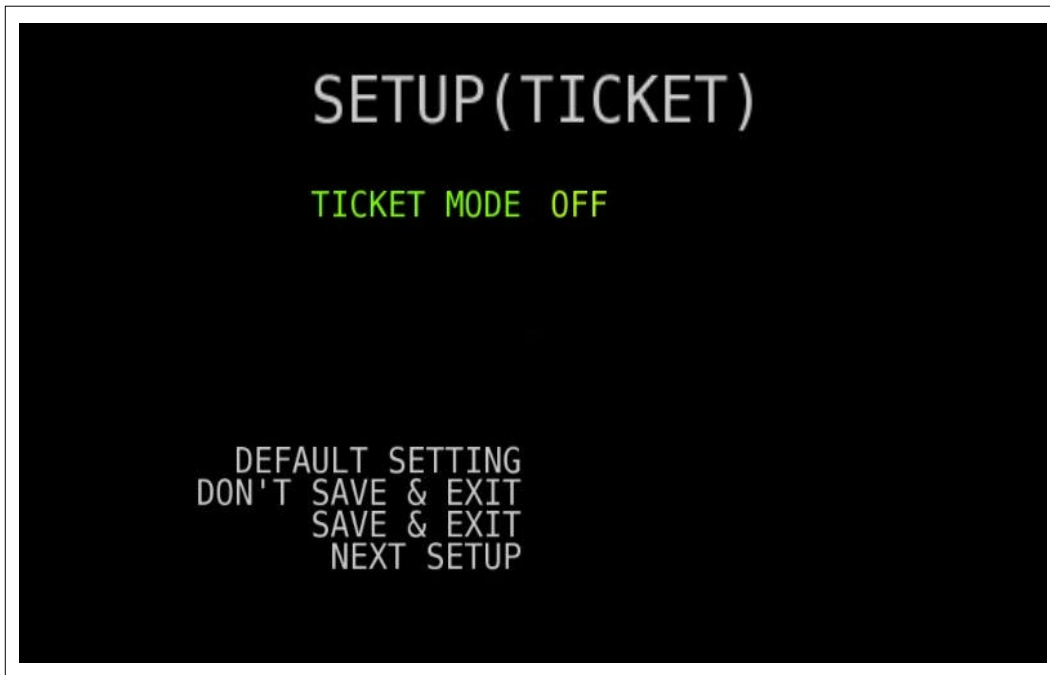 SETUP(TICKET)
TICKET MODE OFF
DEFAULT SETTING
DON'T SAVE & EXIT
SAVE & EXIT
NEXT SETUP